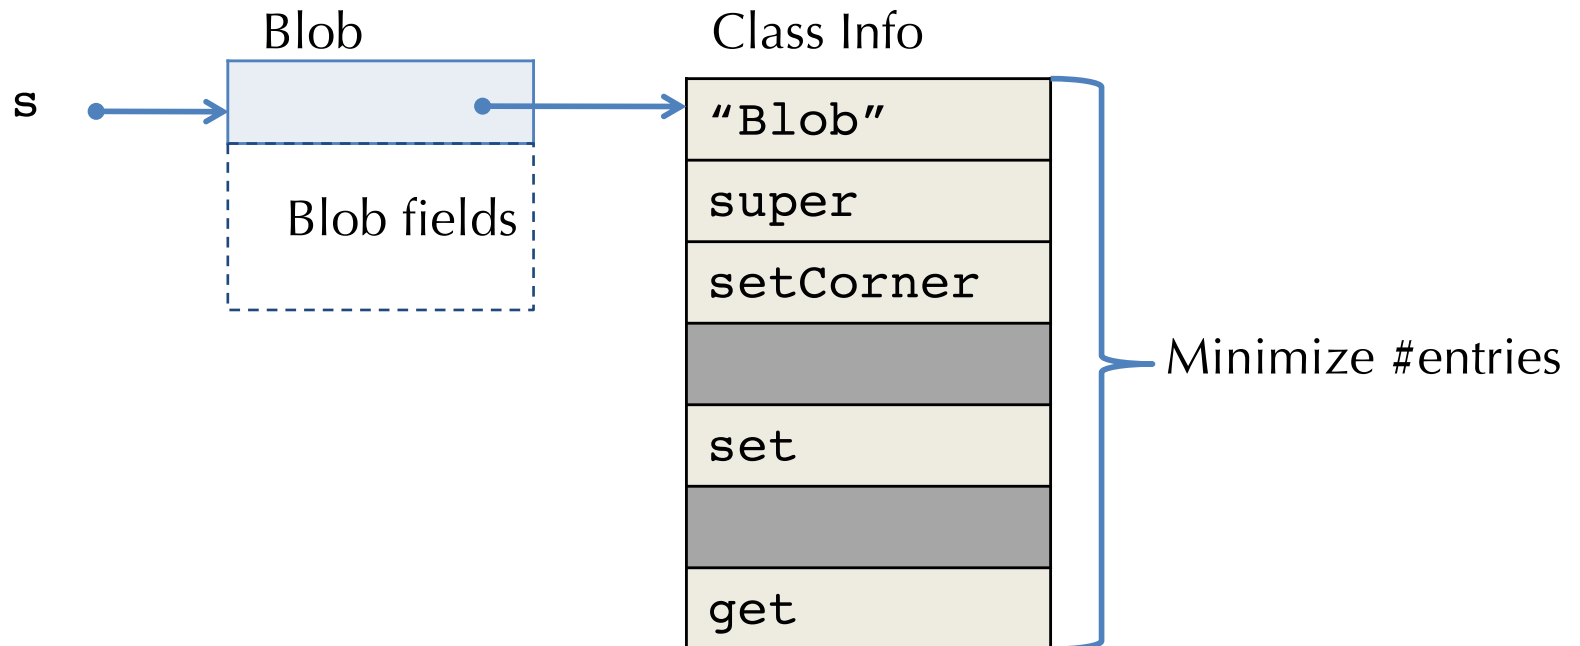 Blob
Class Info
s
“Blob”
super
Blob fields
setCorner
Minimize #entries
set
get